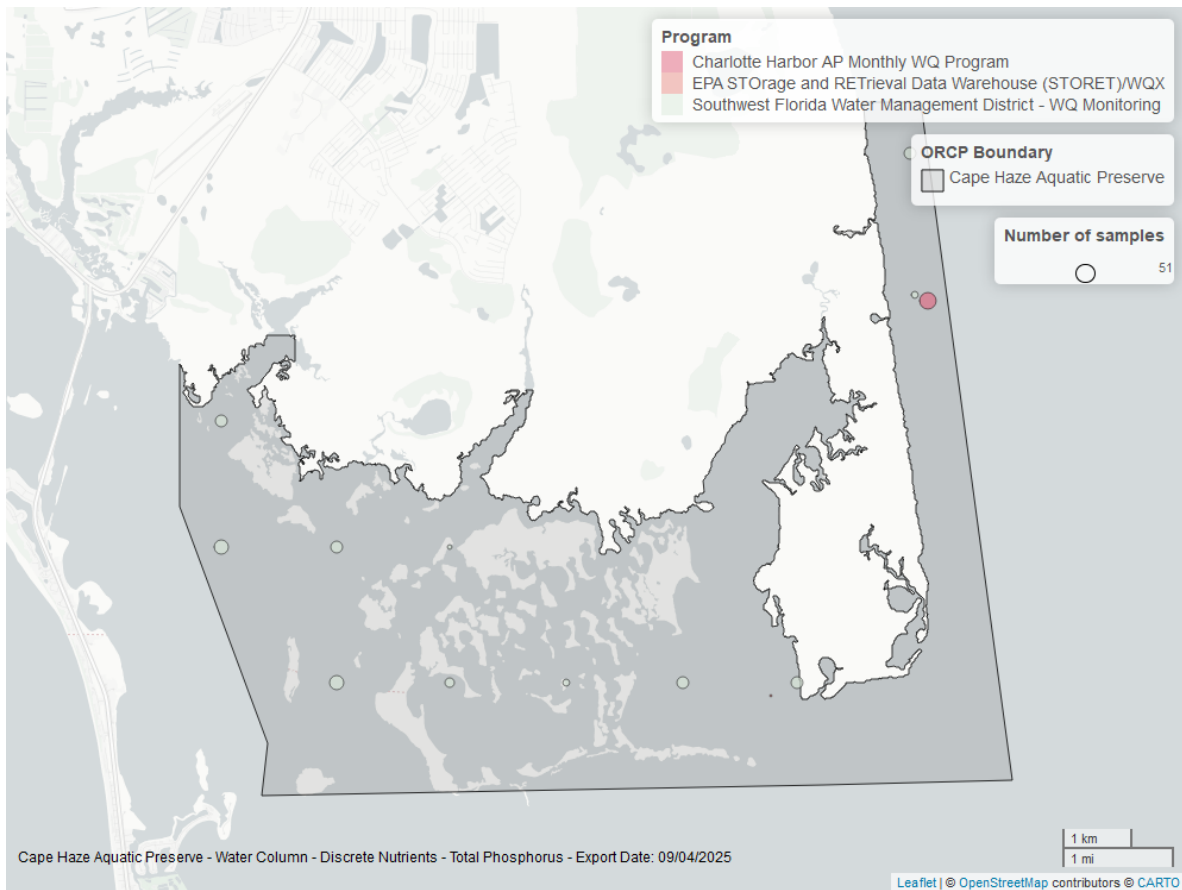 Program
Charlotte Harbor AP Monthly WQ Program
EPA STOrage and RETrieval Data Warehouse (STORET)/WQX
Southwest Florida Water Management District - WQ Monitoring
ORCP Boundary
Cape Haze Aquatic Preserve
Number of samples
51
1 km
1 mi
Cape Haze Aquatic Preserve - Water Column - Discrete Nutrients - Total Phosphorus - Export Date: 09/04/2025
Leaflet | © OpenStreetMap contributors © CARTO